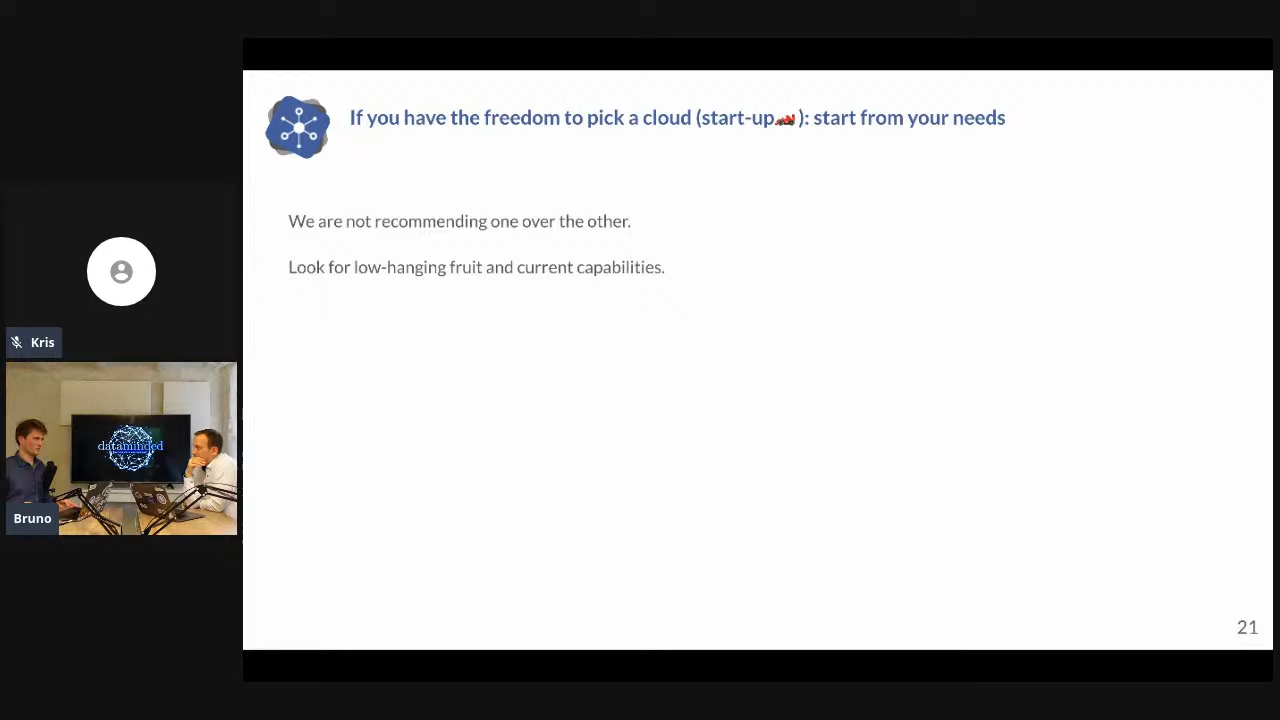 If you have the freedom to pick a cloud (start-up🏎️): start from your needs
We are not recommending one over the other.
Look for low-hanging fruit and current capabilities.
Kris
dataminded
Bruno
21